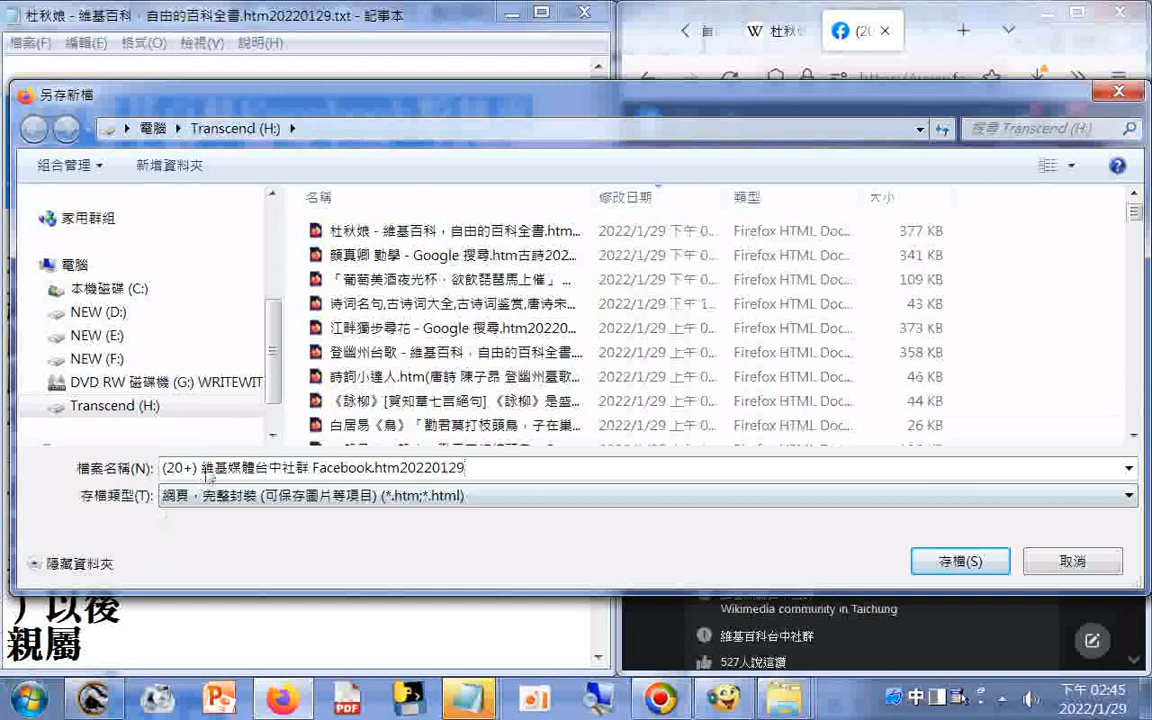 杜秋娘 - 維基百科，自由的百科全書.htm20220129.txt - 記事本
檔案(F) 編輯(E) 格式(O) 檢視(V) 說明(H)
W 杜秋
(20
另存新檔
電腦 Transcend (H:)
搜尋 Transcend (H:)
組合管理 新增資料夾
家用群組
電腦
本機磁碟 (C:)
NEW (D:)
NEW (E:)
NEW (F:)
DVD RW 磁碟機 (G:) WRITEWIT
Transcend (H:)
名稱 修改日期 類型 大小
杜秋娘 - 維基百科，自由的百科全書.htm... 2022/1/29 下午 0... Firefox HTML Doc... 377 KB
顏真卿 勤學 - Google 搜尋.htm古詩202... 2022/1/29 下午 0... Firefox HTML Doc... 341 KB
「葡萄美酒夜光杯．欲飲琵琶馬上催」 ... 2022/1/29 下午 0... Firefox HTML Doc... 109 KB
诗词名句,古诗词大全,古诗词鉴赏,唐诗宋... 2022/1/29 下午 1... Firefox HTML Doc... 43 KB
江畔獨步尋花 - Google 搜尋.htm20220... 2022/1/29 上午 0... Firefox HTML Doc... 373 KB
登幽州台歌 - 維基百科，自由的百科全書.... 2022/1/29 上午 0... Firefox HTML Doc... 358 KB
詩詞小達人.htm(唐詩 陳子昂 登幽州臺歌... 2022/1/29 上午 0... Firefox HTML Doc... 46 KB
《詠柳》[賀知章七言絕句] 《詠柳》是盛... 2022/1/29 上午 0... Firefox HTML Doc... 44 KB
白居易《鳥》「勸君莫打枝頭鳥，子在巢... 2022/1/29 上午 0... Firefox HTML Doc... 26 KB
檔案名稱(N): (20+) 維基媒體台中社群 Facebook.htm20220129
存檔類型(T): 網頁，完整封裝 (可保存圖片等項目) (*.htm;*.html)
隱藏資料夾
存檔(S) 取消
）以後
親屬
Wikimedia community in Taichung
維基百科台中社群
527人說這讚
PDF
中
下午 02:45
2022/1/29